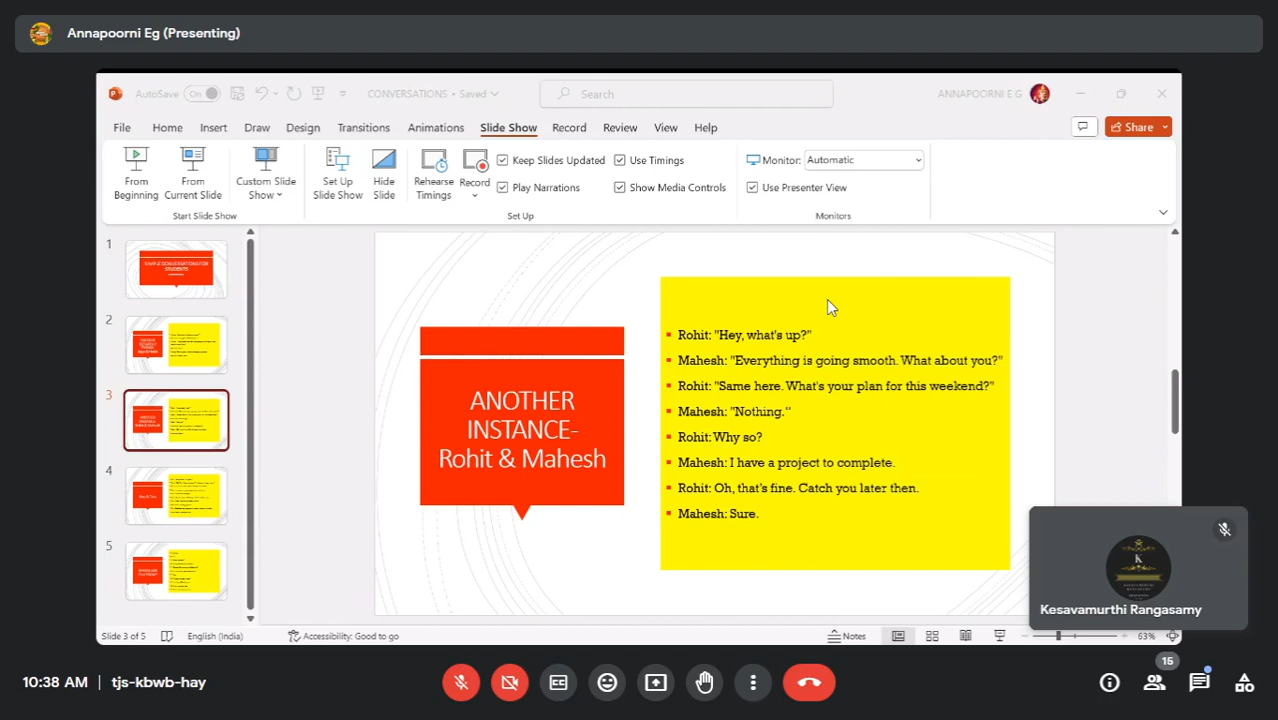 Annapoorni Eg (Presenting)
AutoSave On CONVERSATIONS • Saved Search ANNAPOORNI E G
File Home Insert Draw Design Transitions Animations Slide Show Record Review View Help Share
From Beginning
From Current Slide
Custom Slide Show
Set Up Slide Show
Hide Slide
Rehearse Timings
Record
Keep Slides Updated
Use Timings
Play Narrations
Show Media Controls
Monitor: Automatic
Use Presenter View
Start Slide Show Set Up Monitors
1
SIMPLE CONVERSATIONS FOR STUDENTS
2
3
4
5
ANOTHER
INSTANCE-
Rohit & Mahesh
Rohit: "Hey, what's up?"
Mahesh: "Everything is going smooth. What about you?"
Rohit: "Same here. What's your plan for this weekend?"
Mahesh: "Nothing."
Rohit: Why so?
Mahesh: I have a project to complete.
Rohit: Oh, that's fine. Catch you later then.
Mahesh: Sure.
K
Kesavamurthi Rangasamy
Slide 3 of 5 English (India) Accessibility: Good to go Notes 63%
10:38 AM | tjs-kbwb-hay
15